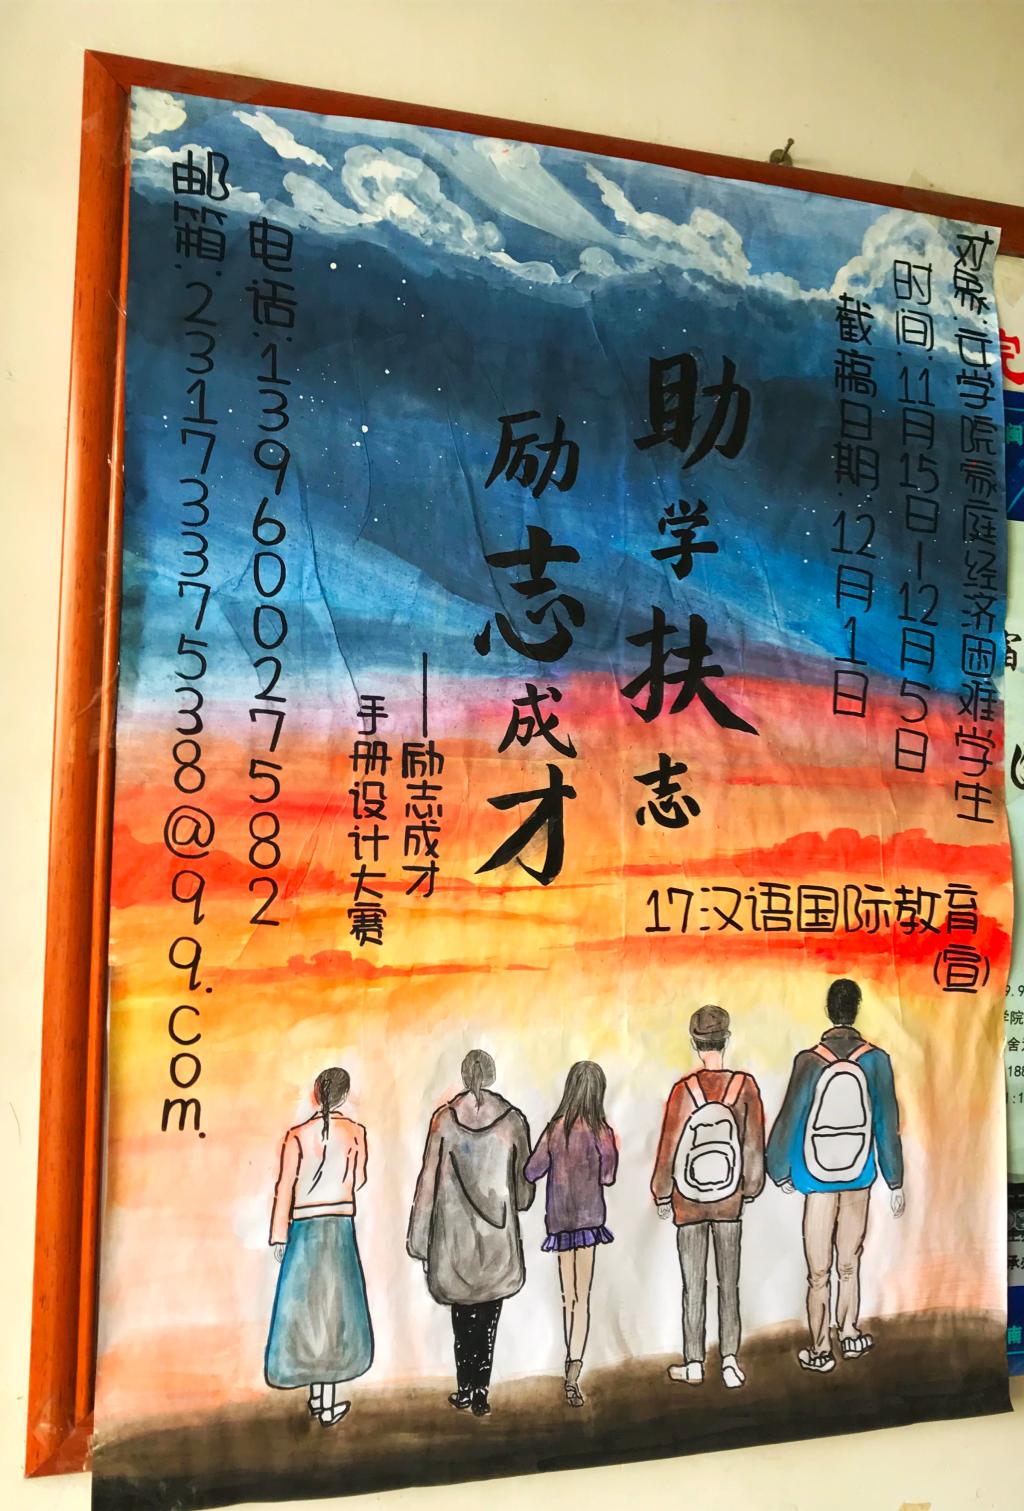 对象:云学院家庭经济困难学生
时间:11月15日-12月5日
截稿日期:12月1日
助学扶志
励志成才
——励志成才
手册设计大赛
电话:13960027582
邮箱:2317337538@99.com.
17汉语国际教育
(宣)